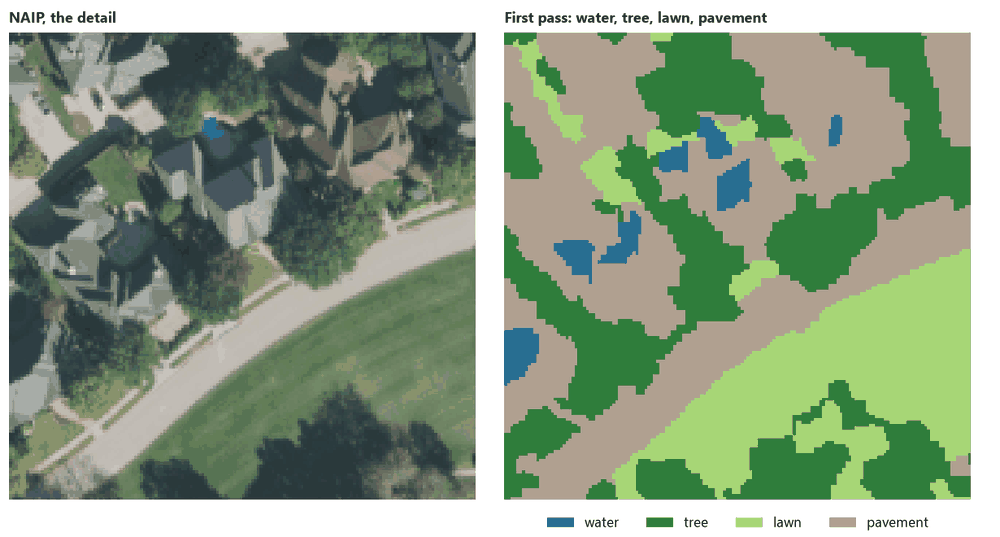 NAIP, the detail
First pass: water, tree, lawn, pavement
water
tree
lawn
pavement